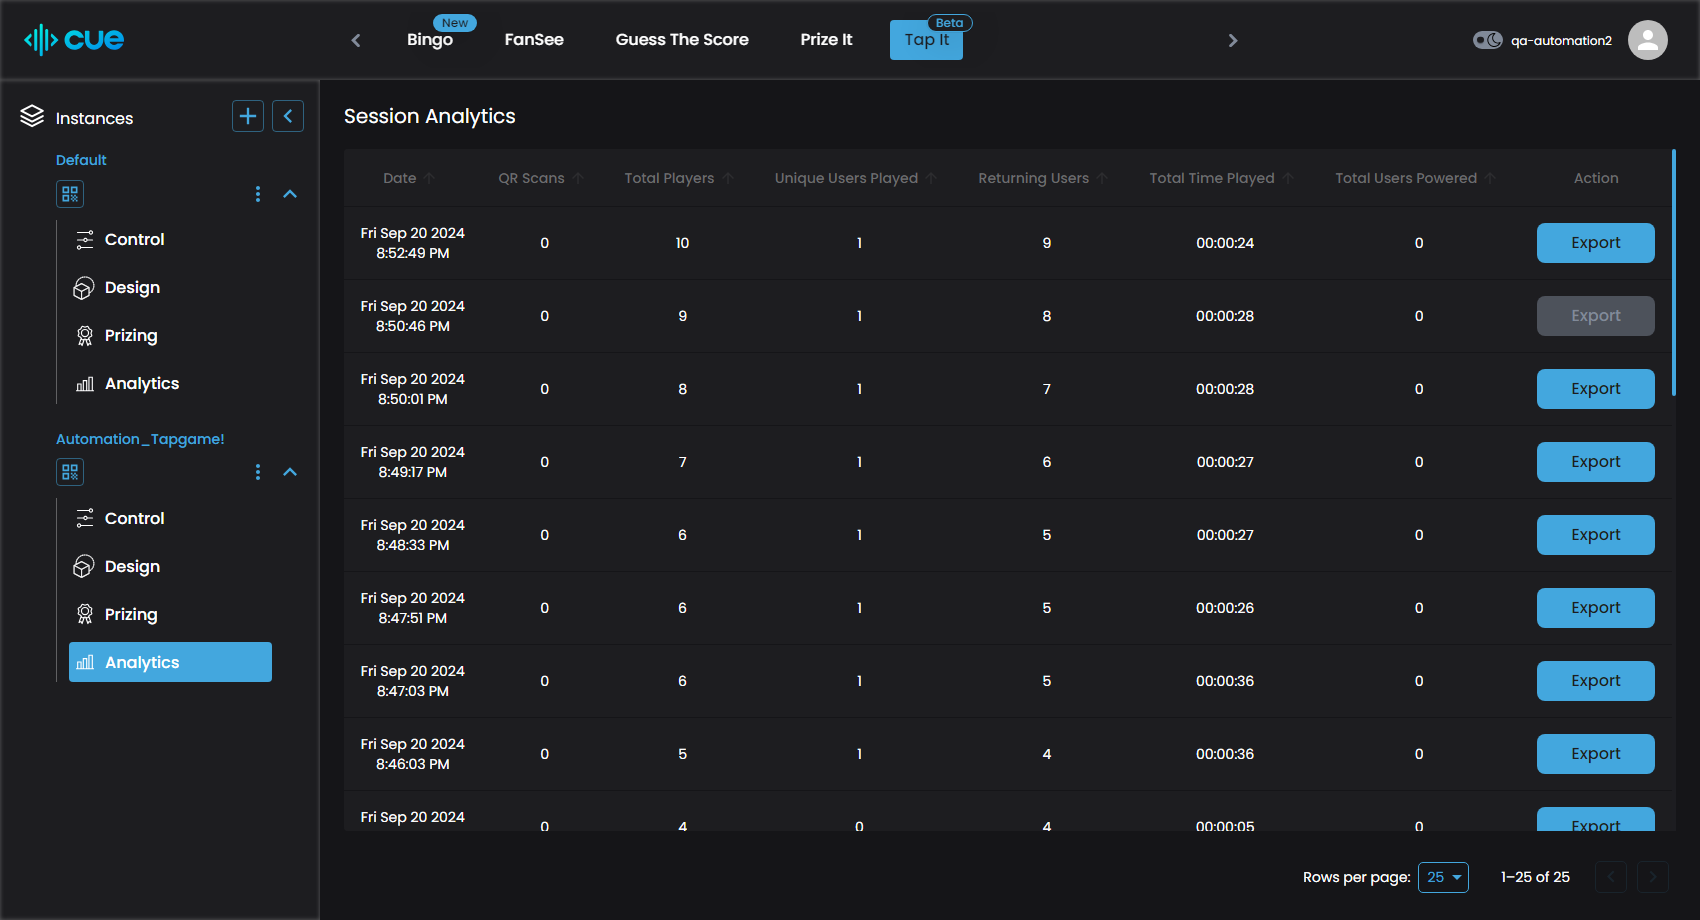 cue
New
Bingo
FanSee
Guess The Score
Prize It
Beta
Tap It
qa-automation2
Instances
Default
Control
Design
Prizing
Analytics
Automation_Tapgame!
Control
Design
Prizing
Analytics
Session Analytics
Date QR Scans Total Players Unique Users Played Returning Users Total Time Played Total Users Powered Action
Fri Sep 20 2024
8:52:49 PM
0 10 1 9 00:00:24 0 Export
Fri Sep 20 2024
8:50:46 PM
0 9 1 8 00:00:28 0 Export
Fri Sep 20 2024
8:50:01 PM
0 8 1 7 00:00:28 0 Export
Fri Sep 20 2024
8:49:17 PM
0 7 1 6 00:00:27 0 Export
Fri Sep 20 2024
8:48:33 PM
0 6 1 5 00:00:27 0 Export
Fri Sep 20 2024
8:47:51 PM
0 6 1 5 00:00:26 0 Export
Fri Sep 20 2024
8:47:03 PM
0 6 1 5 00:00:36 0 Export
Fri Sep 20 2024
8:46:03 PM
0 5 1 4 00:00:36 0 Export
Fri Sep 20 2024
0 4 0 4 00:00:05 0 Export
Rows per page: 25 1–25 of 25